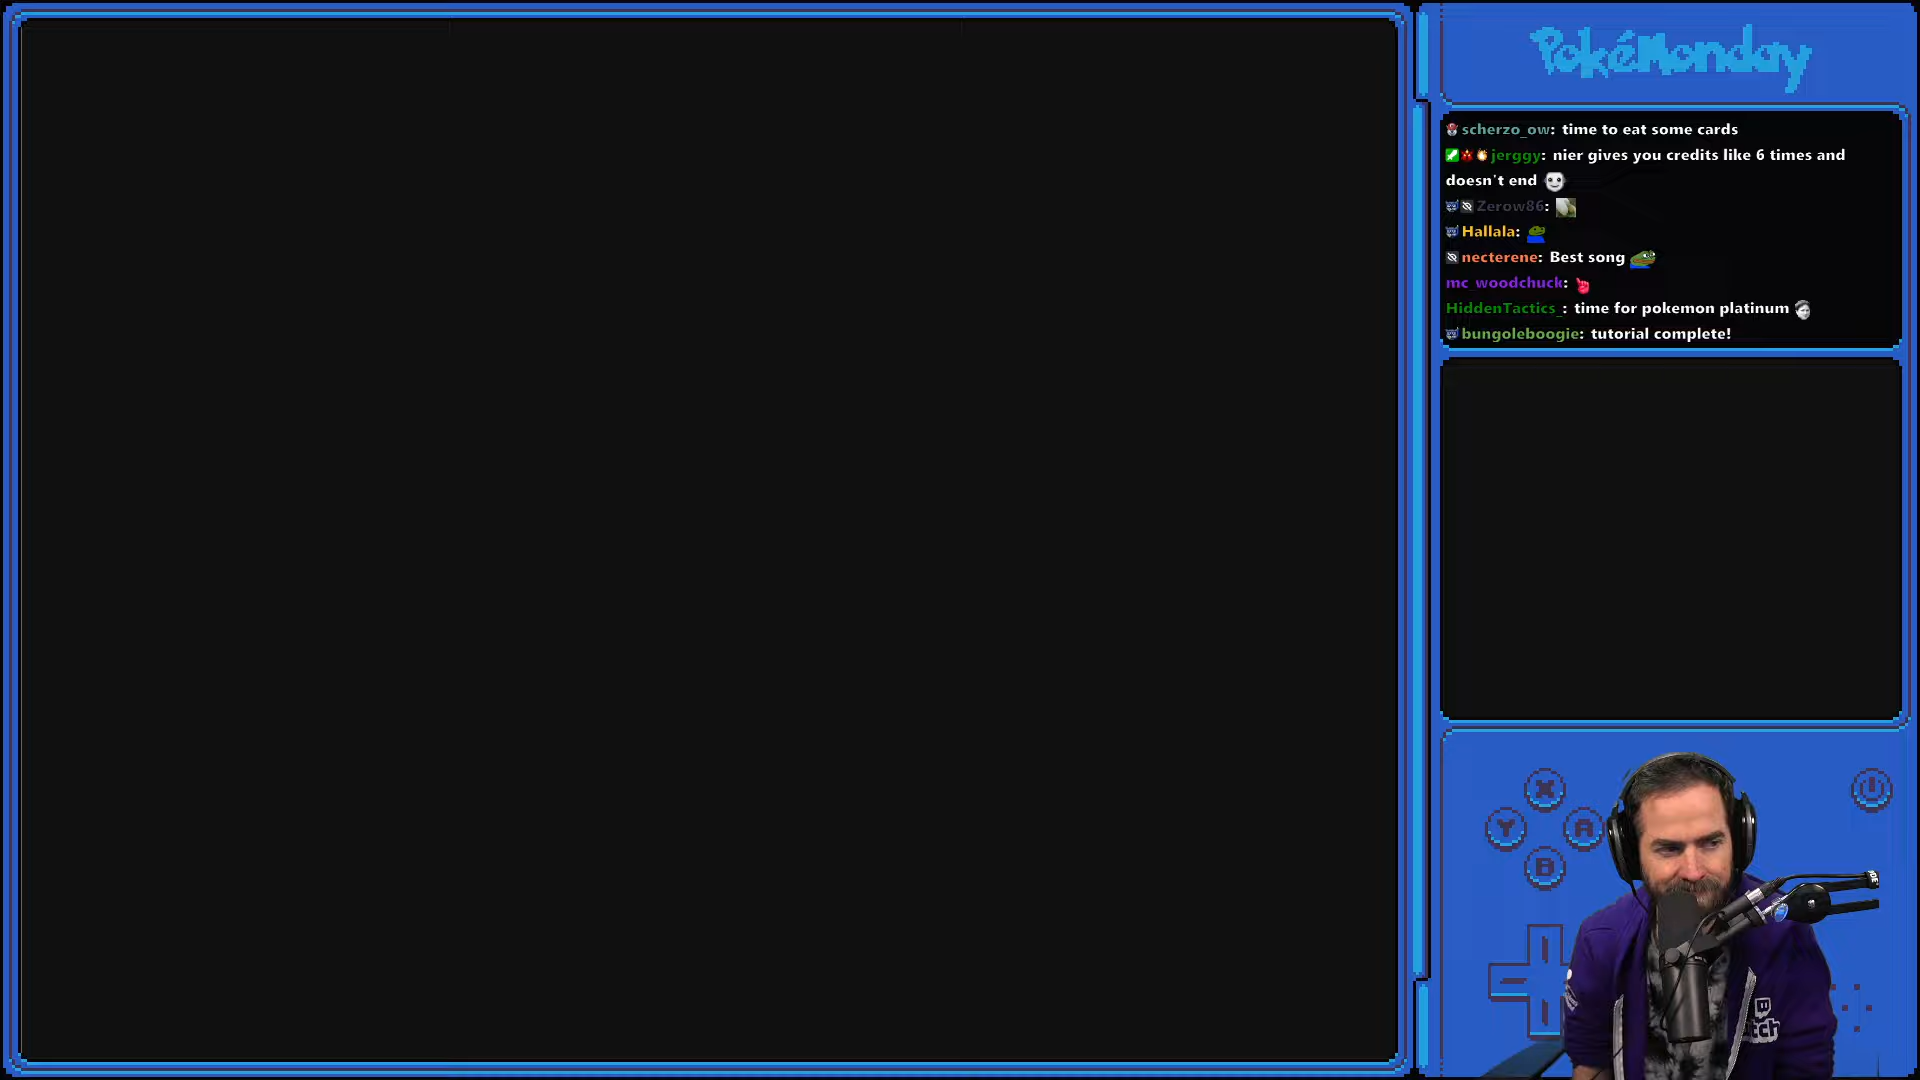 PokéMonday
scherzo_ow: time to eat some cards
jerggy: nier gives you credits like 6 times and
doesn't end
Zerow86:
Hallala:
necterene: Best song
mc_woodchuck:
HiddenTactics_: time for pokemon platinum
bungoleboogie: tutorial complete!
X
Y A
B